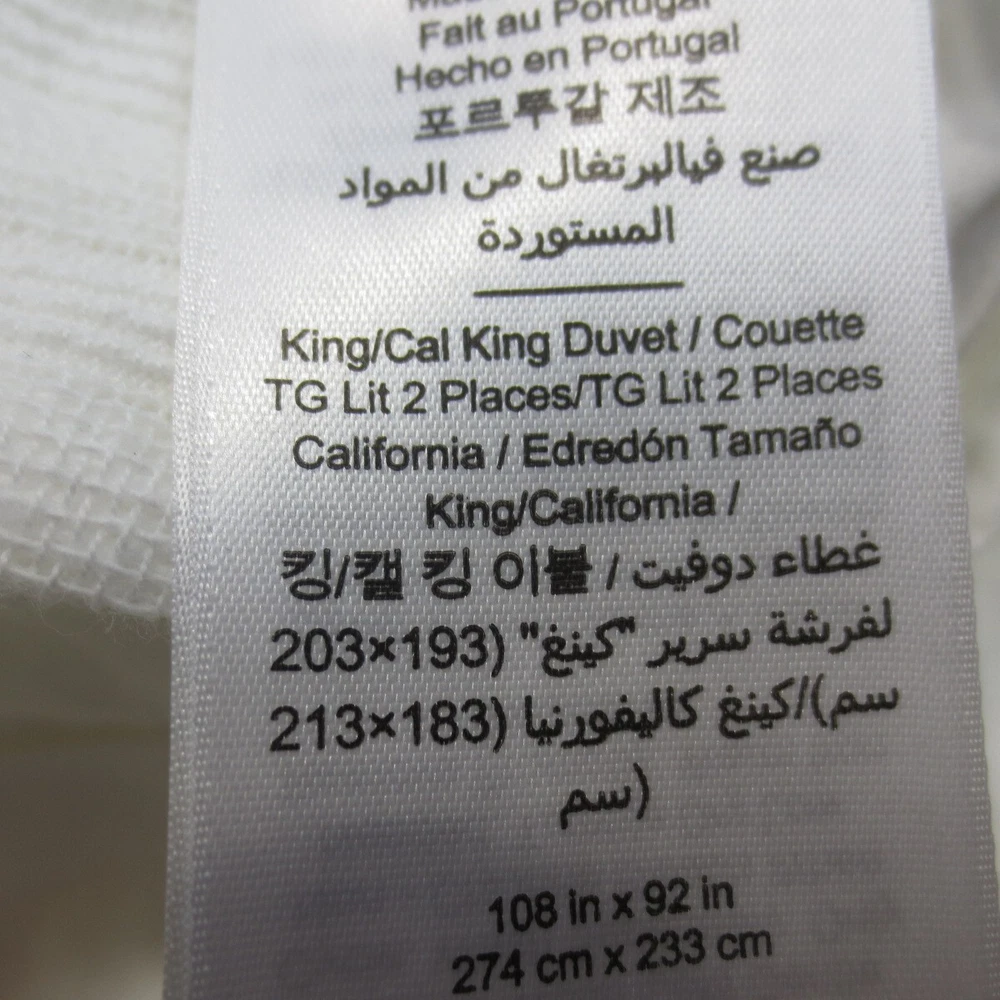 Fait au Portugal
Hecho en Portugal
포르투갈 제조
صنع فيالبرتغال من المواد
المستوردة
King/Cal King Duvet / Couette
TG Lit 2 Places/TG Lit 2 Places
California / Edredón Tamaño
King/California /
킹/캘 킹 이불 / غطاء دوفيت
لفرشة سرير "كينغ" (193×203
سم)/كينغ كاليفورنيا (183×213
سم)
108 in x 92 in
274 cm x 233 cm